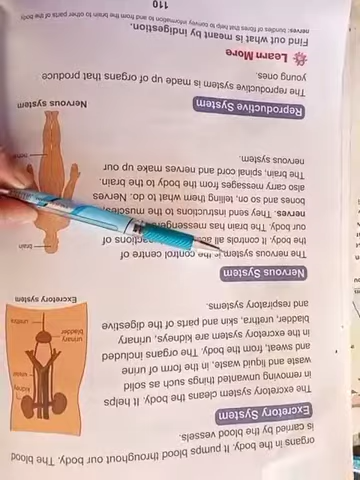 organs in the body. It pumps blood throughout our body. The blood
is carried by the blood vessels.
Excretory System
The excretory system cleans the body. It helps
in removing unwanted things such as solid
waste and liquid waste, in the form of urine
and sweat, from the body. The organs included
in the excretory system are kidneys, urinary
bladder, urethra, skin and parts of the digestive
and respiratory systems.
kidney
ureter
urinary
bladder
urethra
Excretory system
Nervous System
The nervous system is the control centre of
the body. It controls all actions of
our body. The brain has messengers
nerves. They send instructions to the muscles,
bones and so on, telling them what to do. Nerves
also carry messages from the body to the brain.
The brain, spinal cord and nerves make up our
nervous system.
brain
Nervous system
Reproductive System
The reproductive system is made up of organs that produce
young ones.
Learn More
Find out what is meant by indigestion.
nerves: bundles of fibres that help to convey information to and from the brain to other parts of the body
110